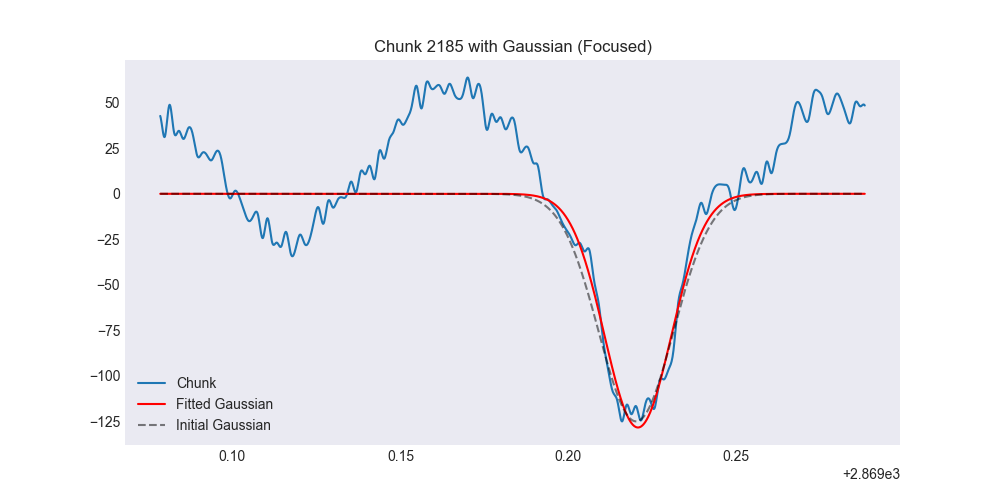 Chunk 2185 with Gaussian (Focused)
50
25
0
−25
−50
−75
−100
−125
Chunk
Fitted Gaussian
Initial Gaussian
0.10 0.15 0.20 0.25
+2.869e3